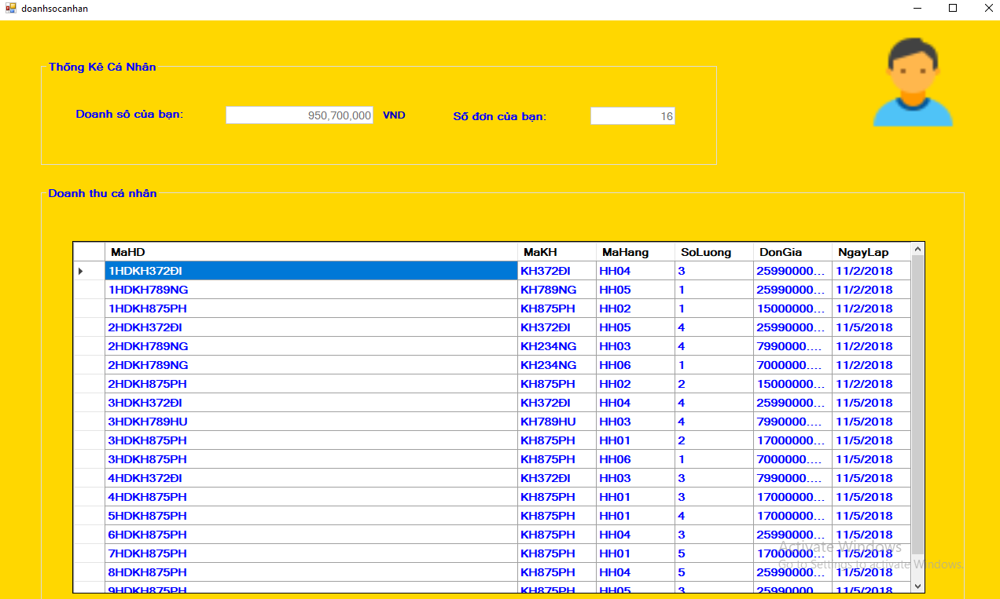 doanhsocanhan
Thống Kê Cá Nhân
Doanh số của bạn: 950,700,000 VND Số đơn của bạn: 16
Doanh thu cá nhân
MaHD MaKH MaHang SoLuong DonGia NgayLap
1HDKH372ĐI KH372ĐI HH04 3 25990000... 11/2/2018
1HDKH789NG KH789NG HH05 1 25990000... 11/2/2018
1HDKH875PH KH875PH HH02 1 15000000... 11/2/2018
2HDKH372ĐI KH372ĐI HH05 4 25990000... 11/5/2018
2HDKH789NG KH234NG HH03 4 7990000.... 11/2/2018
2HDKH789NG KH234NG HH06 1 7000000.... 11/2/2018
2HDKH875PH KH875PH HH02 2 15000000... 11/2/2018
3HDKH372ĐI KH372ĐI HH04 4 25990000... 11/5/2018
3HDKH789HU KH789HU HH03 4 7990000.... 11/5/2018
3HDKH875PH KH875PH HH01 2 17000000... 11/5/2018
3HDKH875PH KH875PH HH06 1 7000000.... 11/5/2018
4HDKH372ĐI KH372ĐI HH03 3 7990000.... 11/5/2018
4HDKH875PH KH875PH HH01 3 17000000... 11/5/2018
5HDKH875PH KH875PH HH01 4 17000000... 11/5/2018
6HDKH875PH KH875PH HH04 3 25990000... 11/5/2018
7HDKH875PH KH875PH HH01 5 17000000... 11/5/2018
8HDKH875PH KH875PH HH04 5 25990000... 11/5/2018
9HDKH875PH KH875PH HH05 3 25990000... 11/5/2018
Activate Windows
Go to Settings to activate Windows.